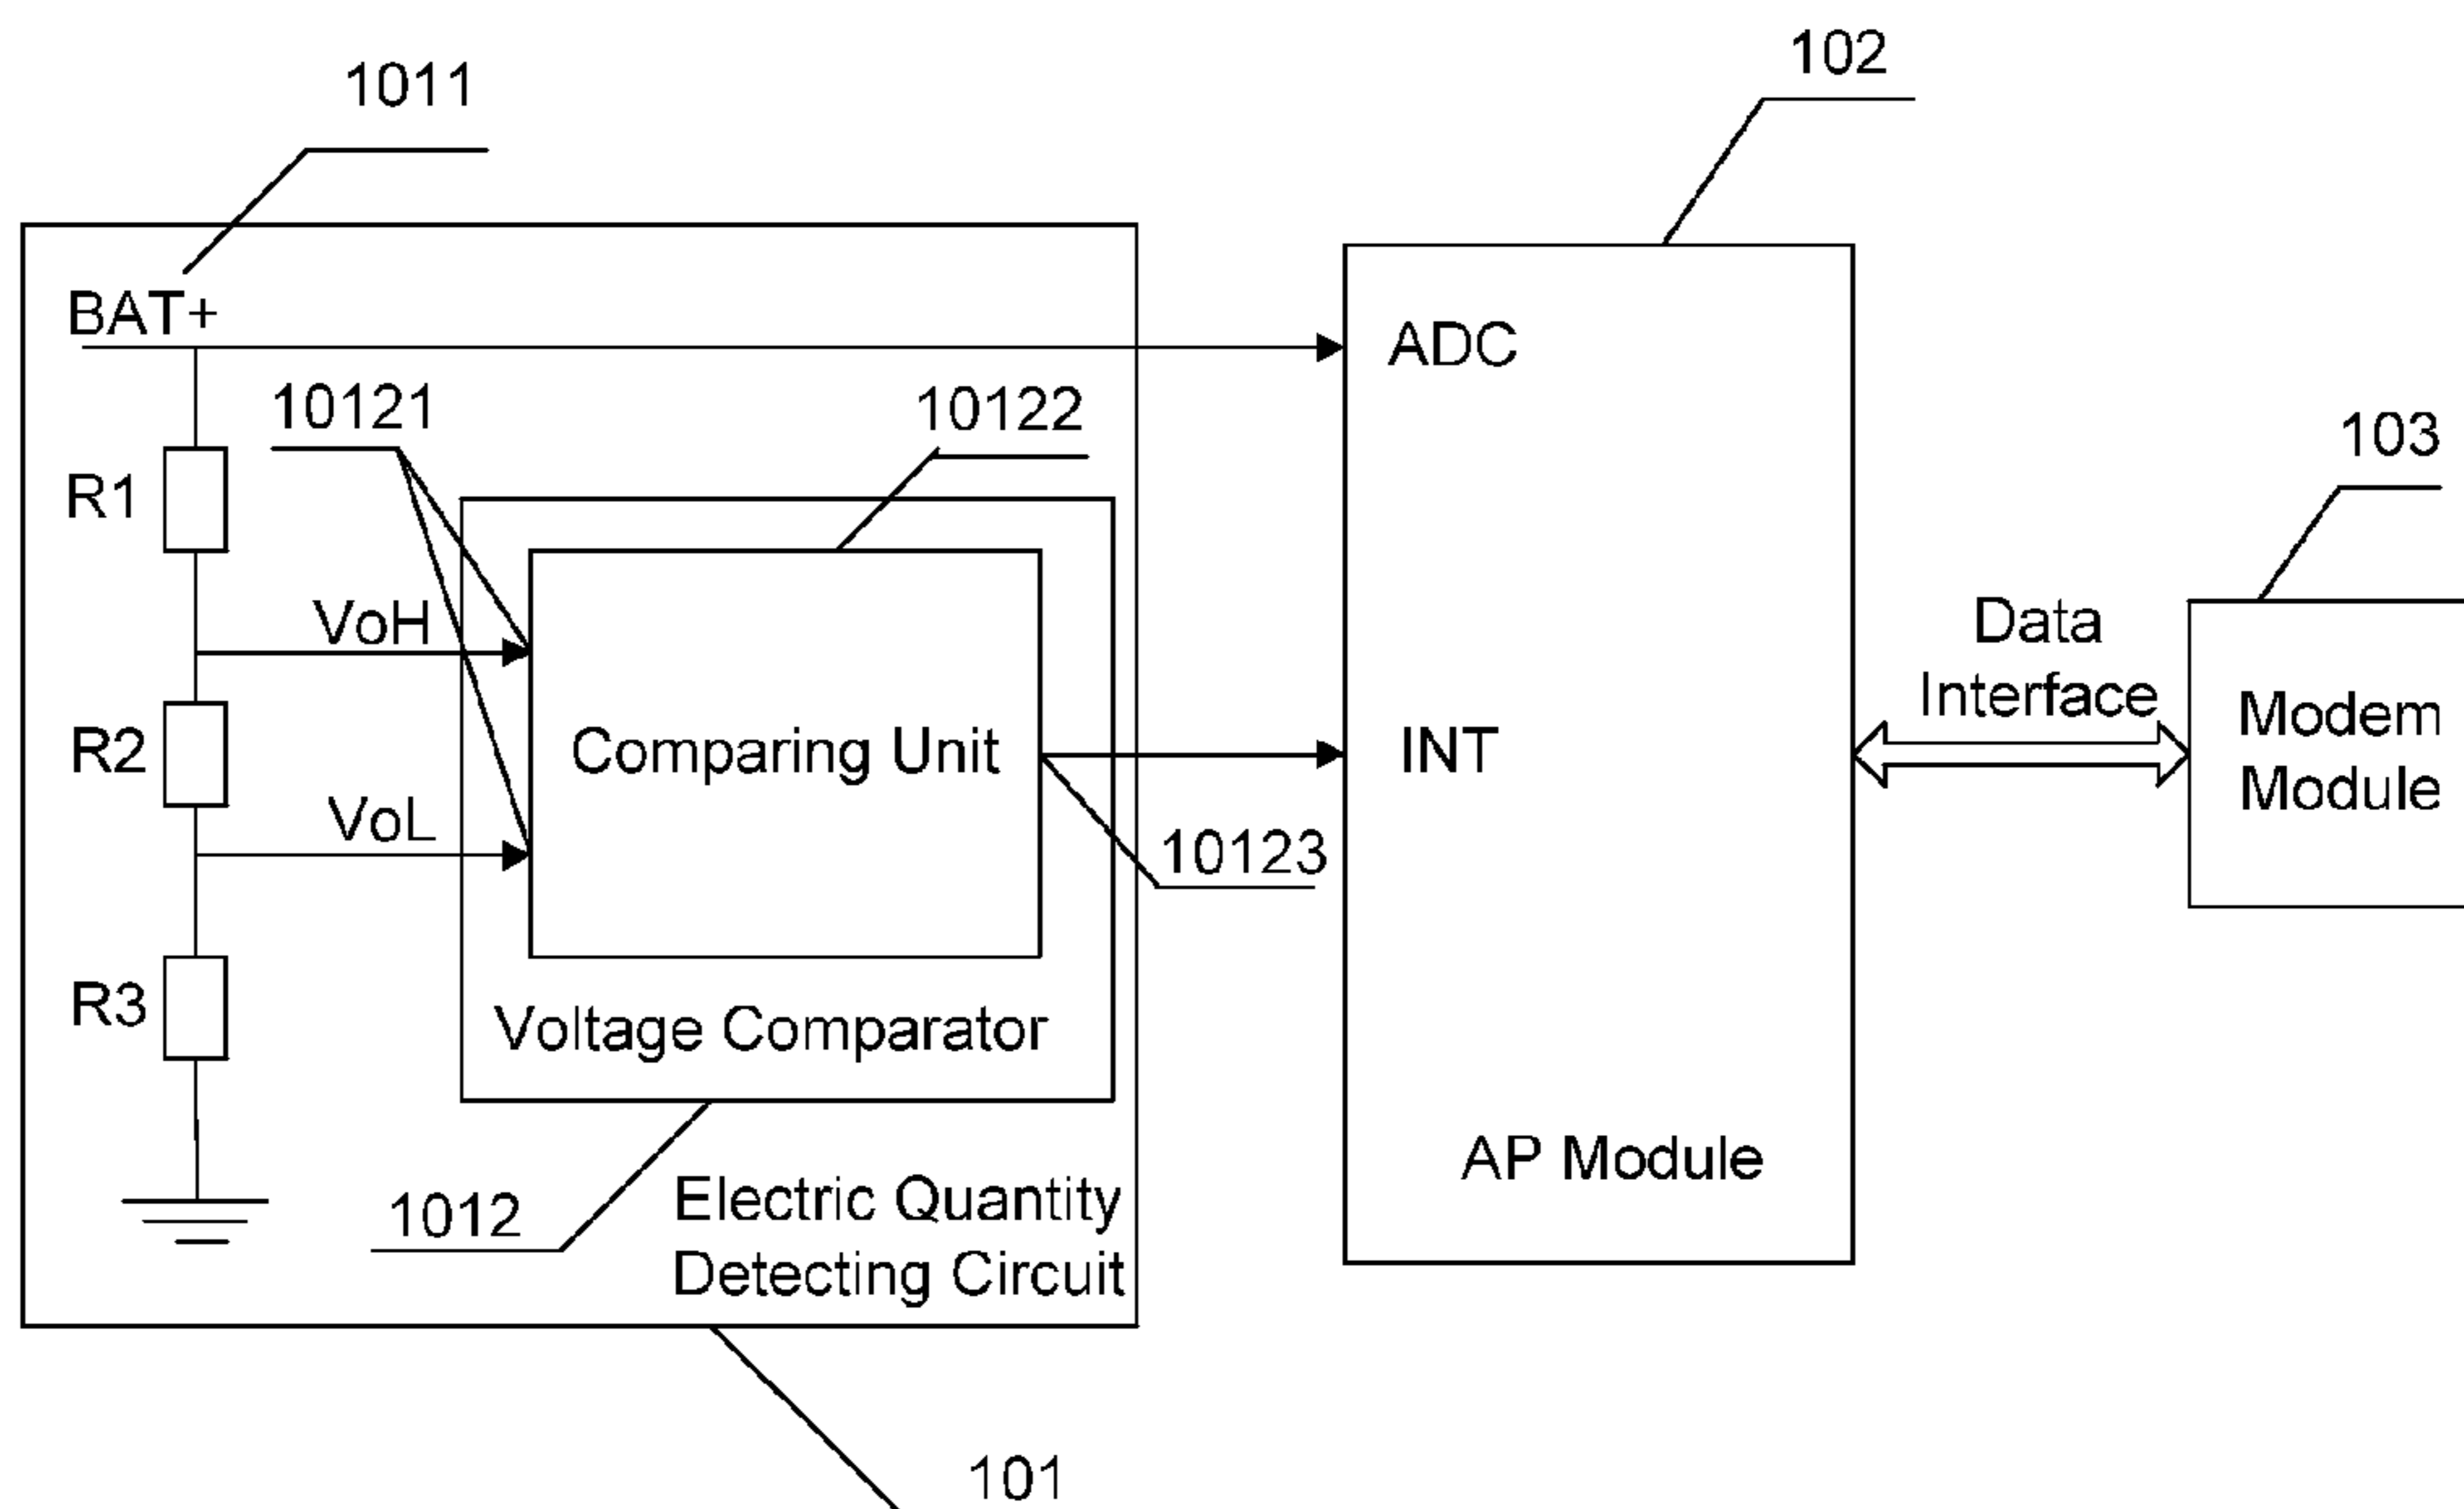 1011
102
BAT+
ADC
10121
10122
103
R1
VoH
Data
Interface
Modem
Module
R2
Comparing Unit
INT
VoL
10123
R3
Voltage Comparator
AP Module
1012
Electric Quantity
Detecting Circuit
101